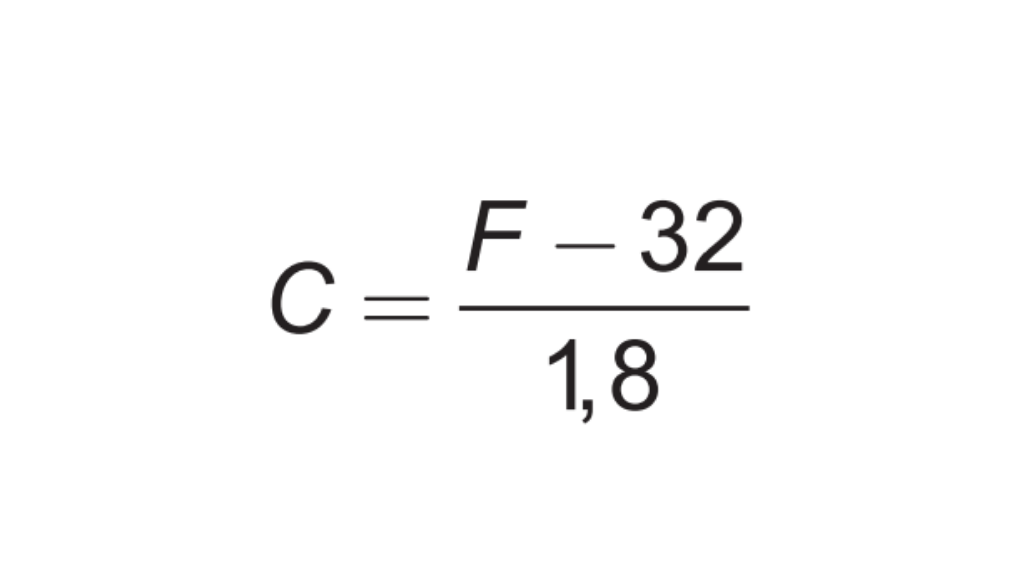 C = (F – 32) / 1,8